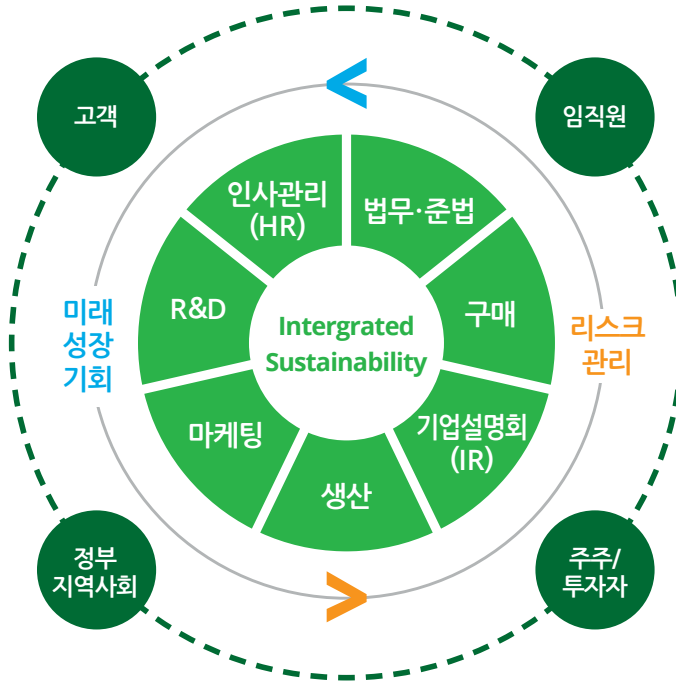 고객
임직원
인사관리
(HR)
법무·준법
R&D
구매
미래
성장
기회
Intergrated
Sustainability
리스크
관리
마케팅
기업설명회
(IR)
생산
정부
지역사회
주주/
투자자